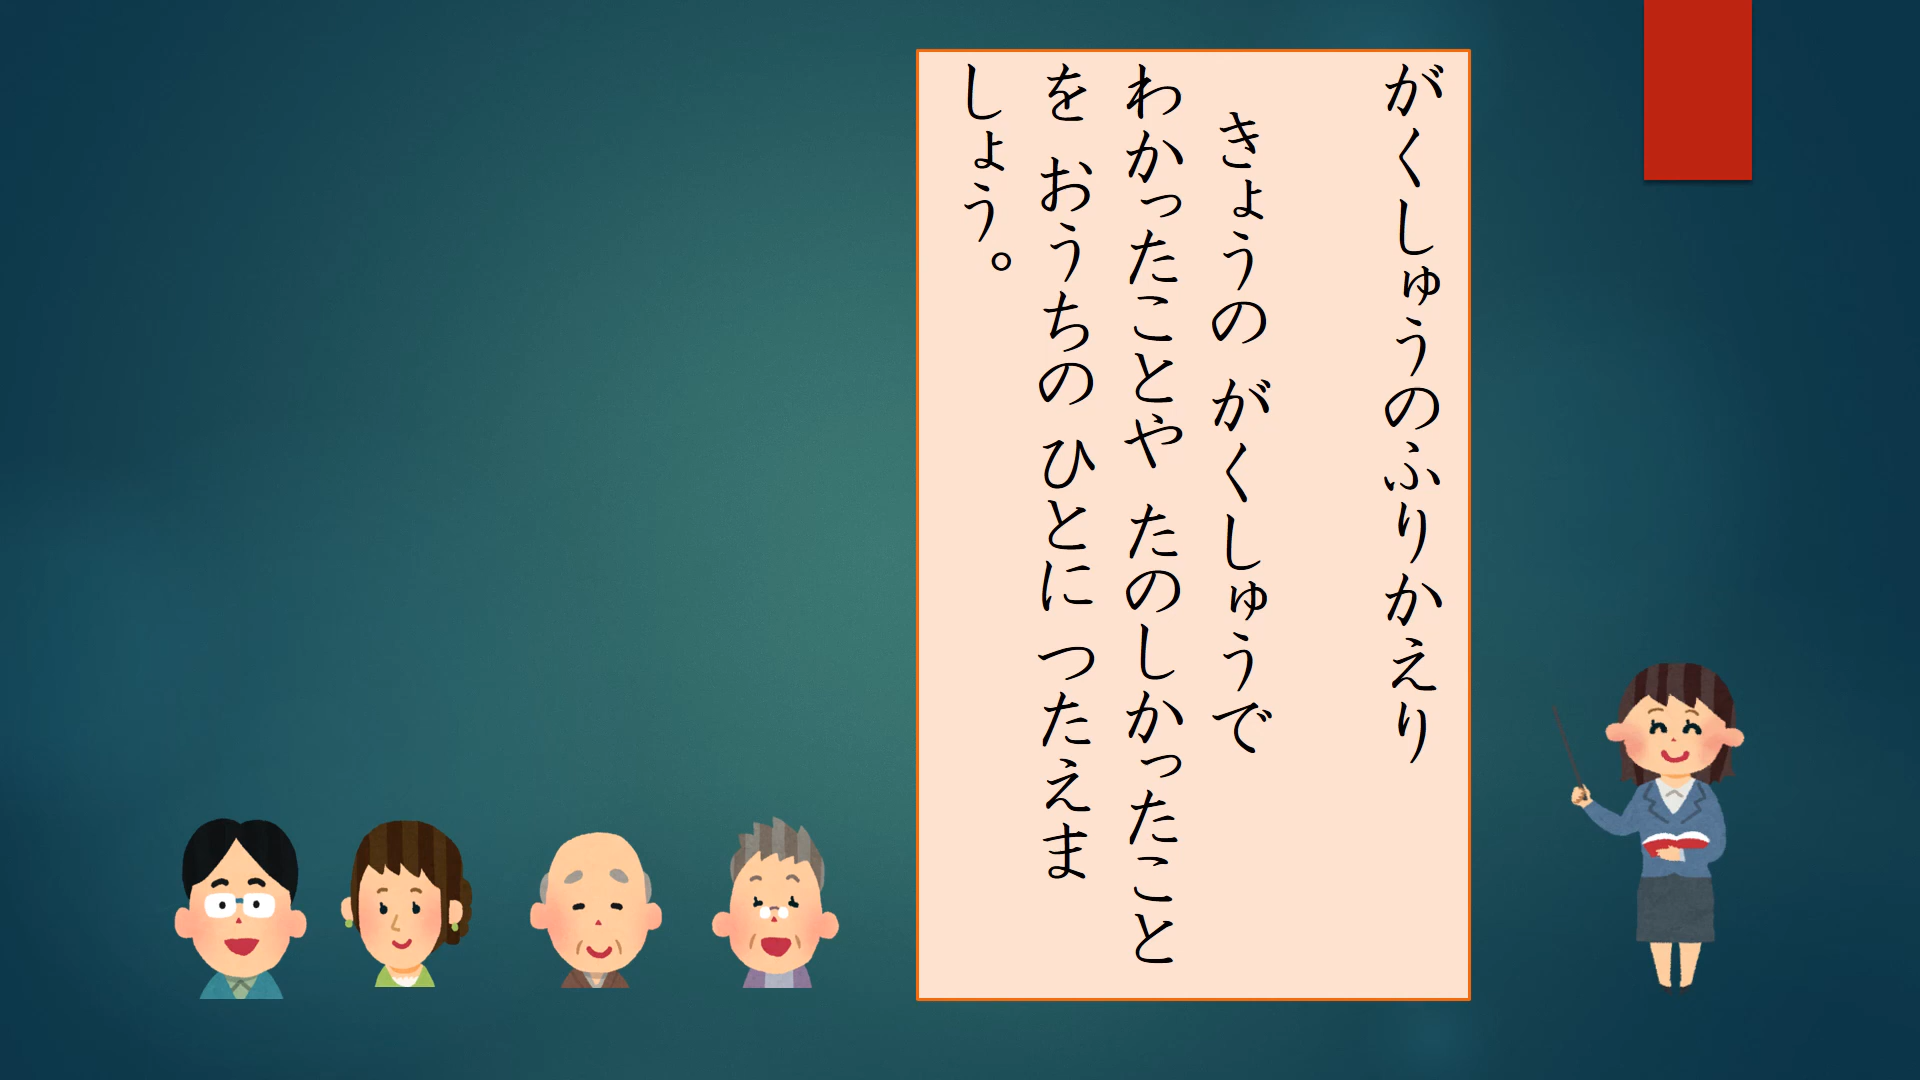 がくしゅうのふりかえり
きょうの がくしゅうで
わかったことや たのしかったこと
を おうちの ひとに つたえま
しょう。